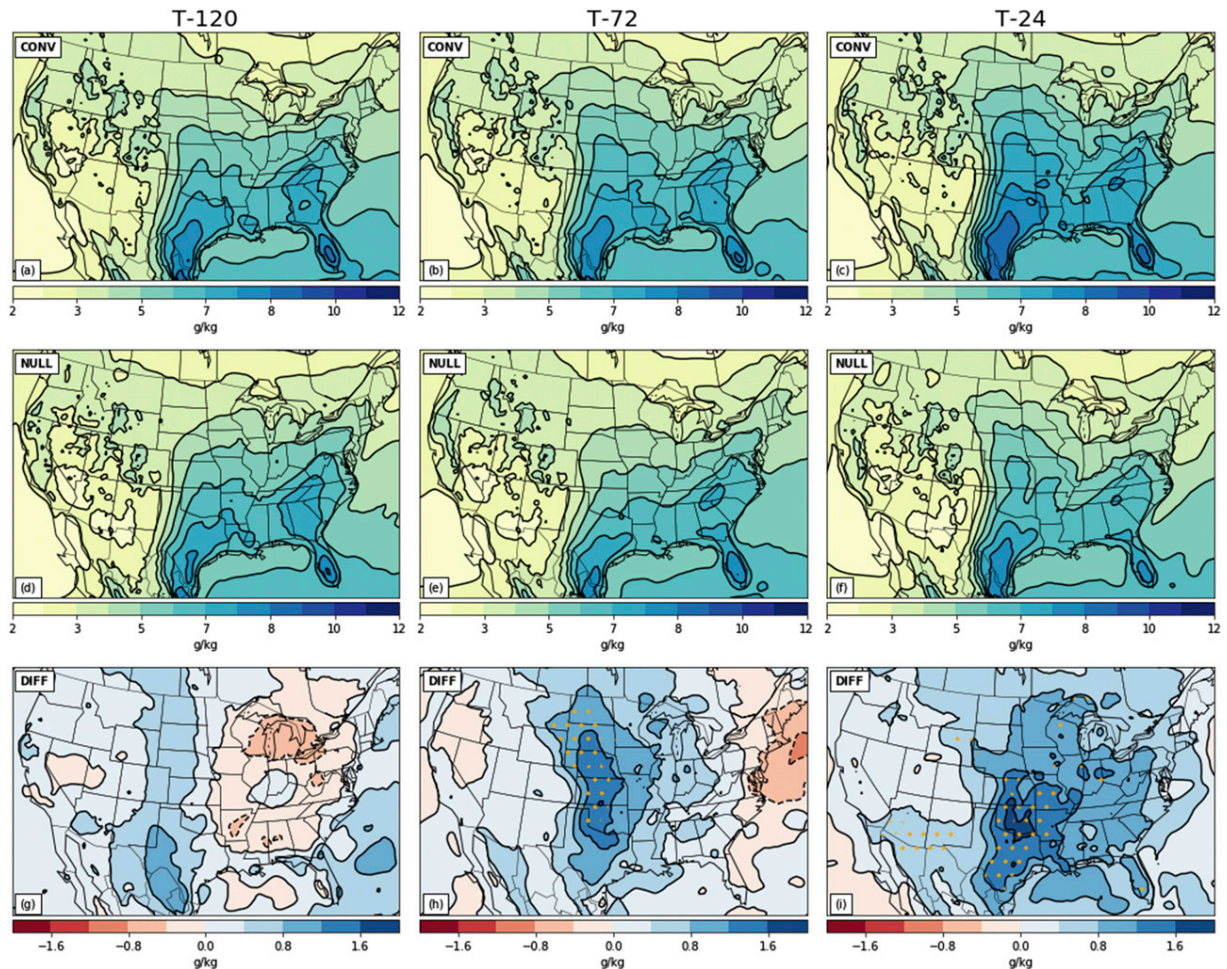 T-120 T-72 T-24
CONV CONV CONV
(a) (b) (c)
2 3 5 7 8 10 12 2 3 5 7 8 10 12 2 3 5 7 8 10 12
g/kg g/kg g/kg
NULL NULL NULL
(d) (e) (f)
2 3 5 7 8 10 12 2 3 5 7 8 10 12 2 3 5 7 8 10 12
g/kg g/kg g/kg
DIFF DIFF DIFF
(g) (h) (i)
−1.6 −0.8 0.0 0.8 1.6 −1.6 −0.8 0.0 0.8 1.6 −1.6 −0.8 0.0 0.8 1.6
g/kg g/kg g/kg